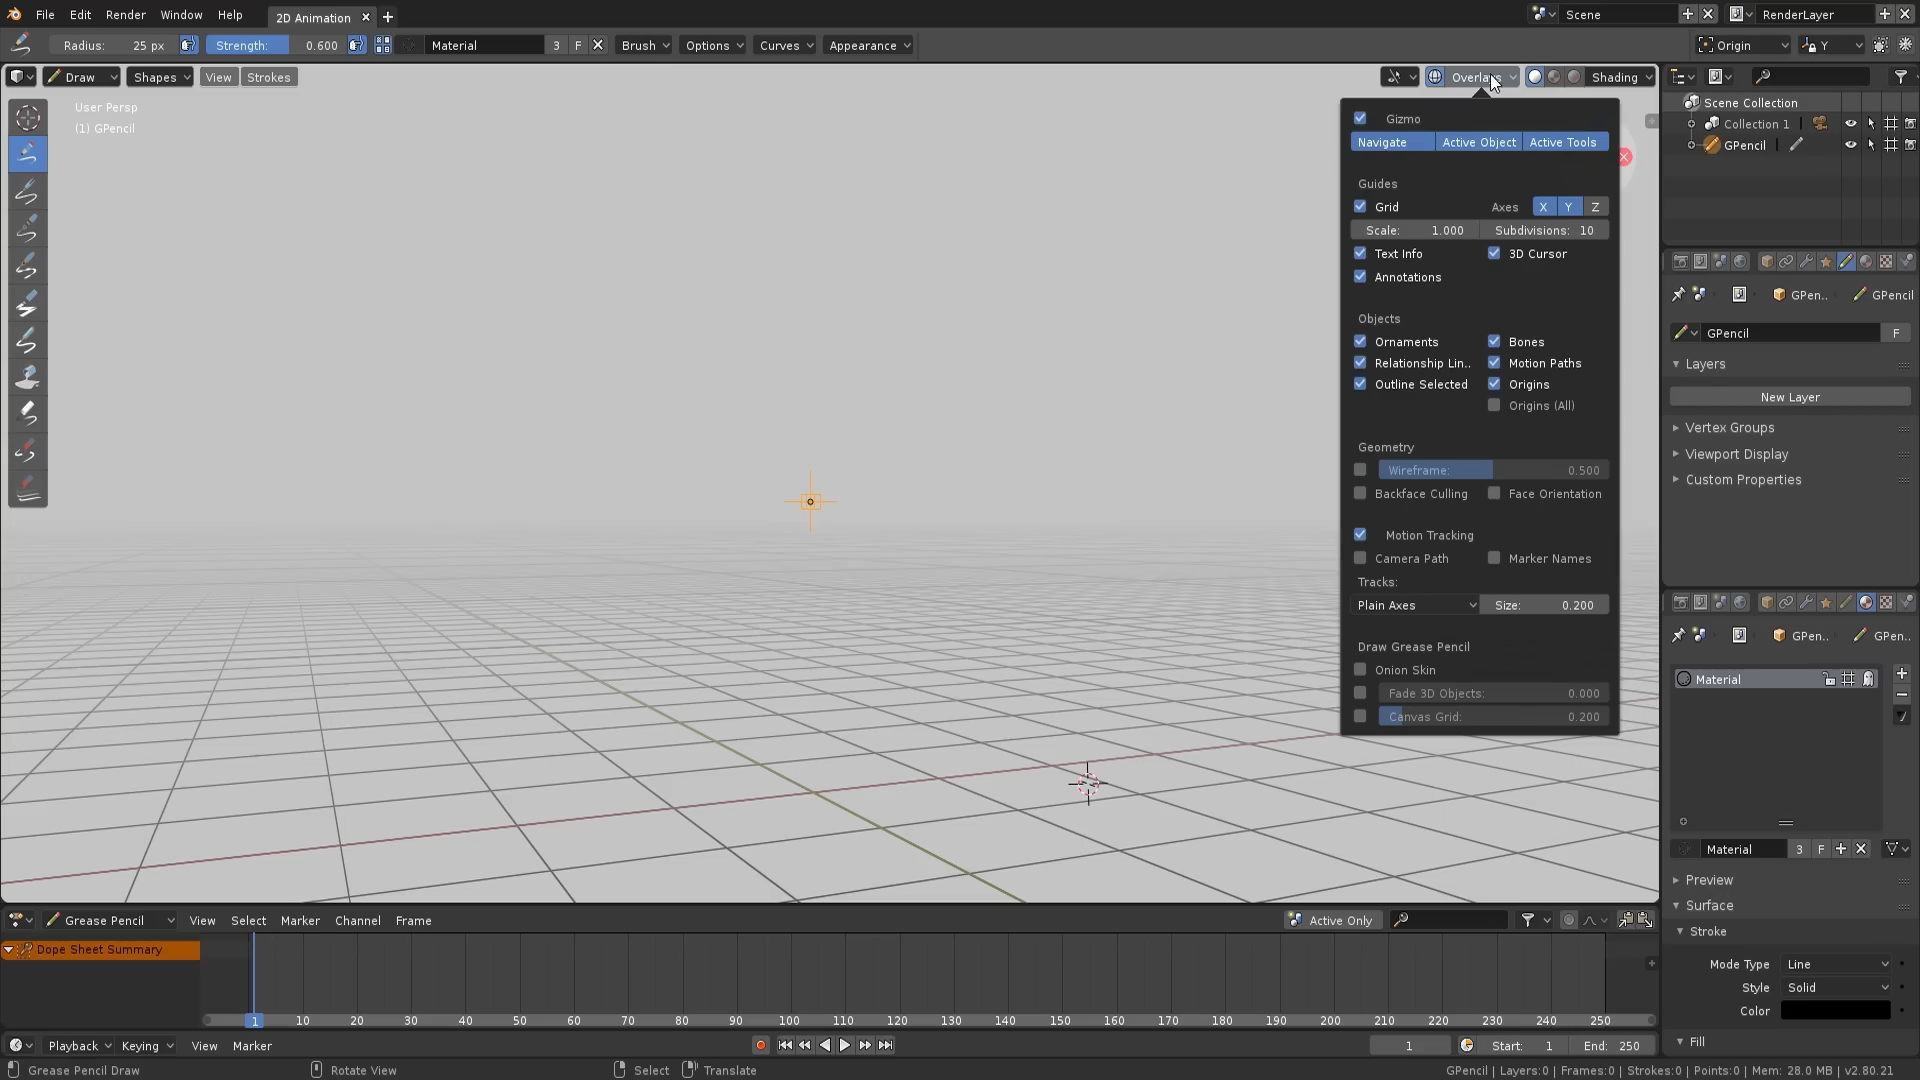 File Edit Render Window Help 2D Animation Scene RenderLayer
Radius: 25 px Strength: 0.600 Material 3 F Brush Options Curves Appearance Origin Y
Draw Shapes View Strokes Overlays Shading
User Persp
(1) GPencil
Gizmo
Navigate Active Object Active Tools
Guides
Grid Axes X Y Z
Scale: 1.000 Subdivisions: 10
Text Info 3D Cursor
Annotations
Objects
Ornaments Bones
Relationship Lin.. Motion Paths
Outline Selected Origins
Origins (All)
Geometry
Wireframe: 0.500
Backface Culling Face Orientation
Motion Tracking
Camera Path Marker Names
Tracks:
Plain Axes Size: 0.200
Draw Grease Pencil
Onion Skin
Fade 3D Objects: 0.000
Canvas Grid: 0.200
Scene Collection
Collection 1
GPencil
GPen.. GPencil
GPencil F
Layers
New Layer
Vertex Groups
Viewport Display
Custom Properties
GPen.. GPen..
Material
Material 3 F
Preview
Surface
Stroke
Mode Type Line
Style Solid
Color
Fill
Grease Pencil View Select Marker Channel Frame Active Only
Dope Sheet Summary
1 10 20 30 40 50 60 70 80 90 100 110 120 130 140 150 160 170 180 190 200 210 220 230 240 250
Playback Keying View Marker 1 Start: 1 End: 250
Grease Pencil Draw Rotate View Select Translate GPencil | Layers:0 | Frames:0 | Strokes:0 | Points:0 | Mem: 28.0 MB | v2.80.21